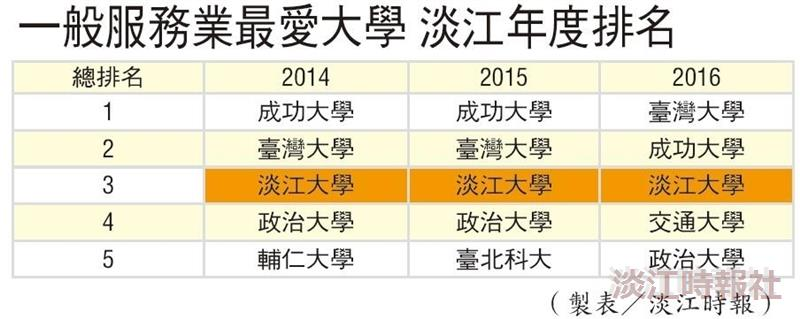 一般服務業最愛大學 淡江年度排名
總排名 2014 2015 2016
1 成功大學 成功大學 臺灣大學
2 臺灣大學 臺灣大學 成功大學
3 淡江大學 淡江大學 淡江大學
4 政治大學 政治大學 交通大學
5 輔仁大學 臺北科大 政治大學
淡江時報社
（製表／淡江時報）